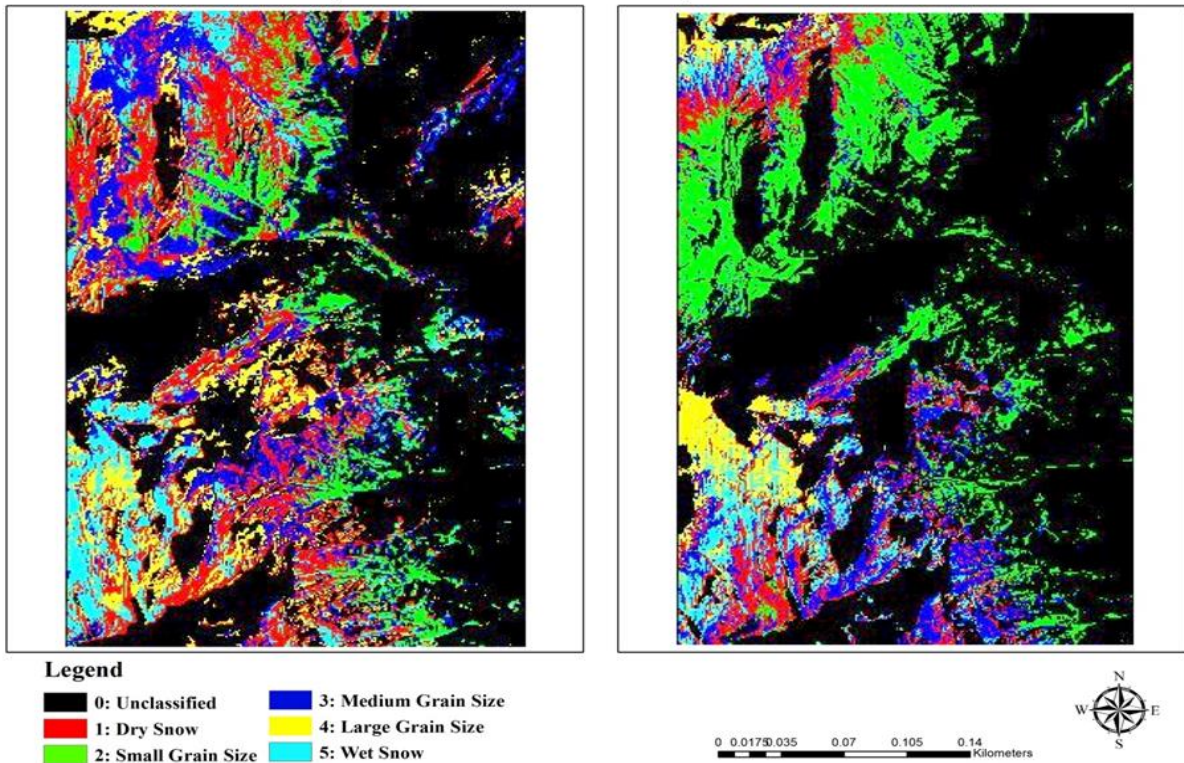 Legend
0: Unclassified
1: Dry Snow
2: Small Grain Size
3: Medium Grain Size
4: Large Grain Size
5: Wet Snow
N
W E
S
0 0.0175 0.035 0.07 0.105 0.14
Kilometers